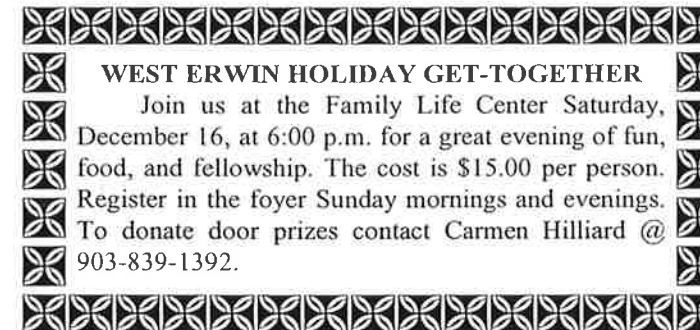 WEST ERWIN HOLIDAY GET-TOGETHER
Join us at the Family Life Center Saturday,
December 16, at 6:00 p.m. for a great evening of fun,
food, and fellowship. The cost is $15.00 per person.
Register in the foyer Sunday mornings and evenings.
To donate door prizes contact Carmen Hilliard @
903-839-1392.